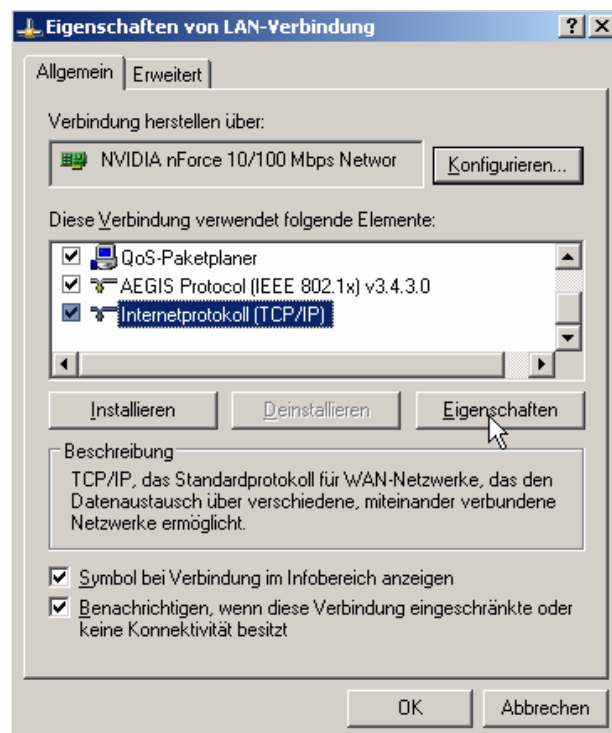 Eigenschaften von LAN-Verbindung
Allgemein
Erweitert
Verbindung herstellen über:
NVIDIA nForce 10/100 Mbps Networ
Konfigurieren...
Diese Verbindung verwendet folgende Elemente:
QoS-Paketplaner
AEGIS Protocol (IEEE 802.1x) v3.4.3.0
Internetprotokoll (TCP/IP)
Installieren
Deinstallieren
Eigenschaften
Beschreibung
TCP/IP, das Standardprotokoll für WAN-Netzwerke, das den
Datenaustausch über verschiedene, miteinander verbundene
Netzwerke ermöglicht.
Symbol bei Verbindung im Infobereich anzeigen
Benachrichtigen, wenn diese Verbindung eingeschränkte oder
keine Konnektivität besitzt
OK
Abbrechen